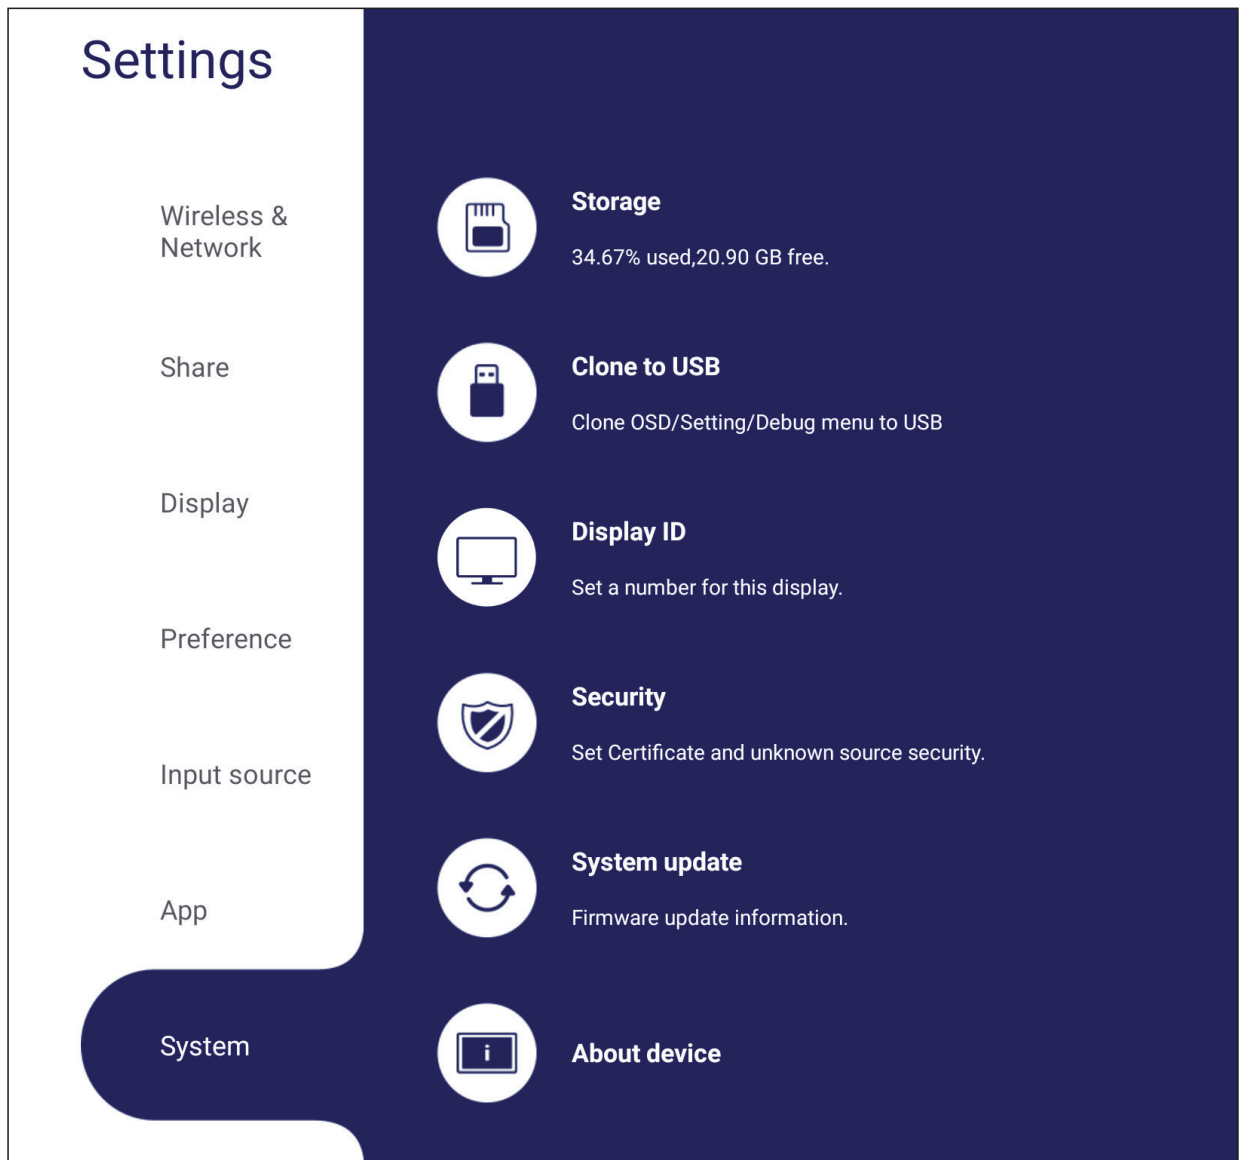 Settings
Wireless &
Network
Share
Display
Preference
Input source
App
System
Storage
34.67% used,20.90 GB free.
Clone to USB
Clone OSD/Setting/Debug menu to USB
Display ID
Set a number for this display.
Security
Set Certificate and unknown source security.
System update
Firmware update information.
i
About device